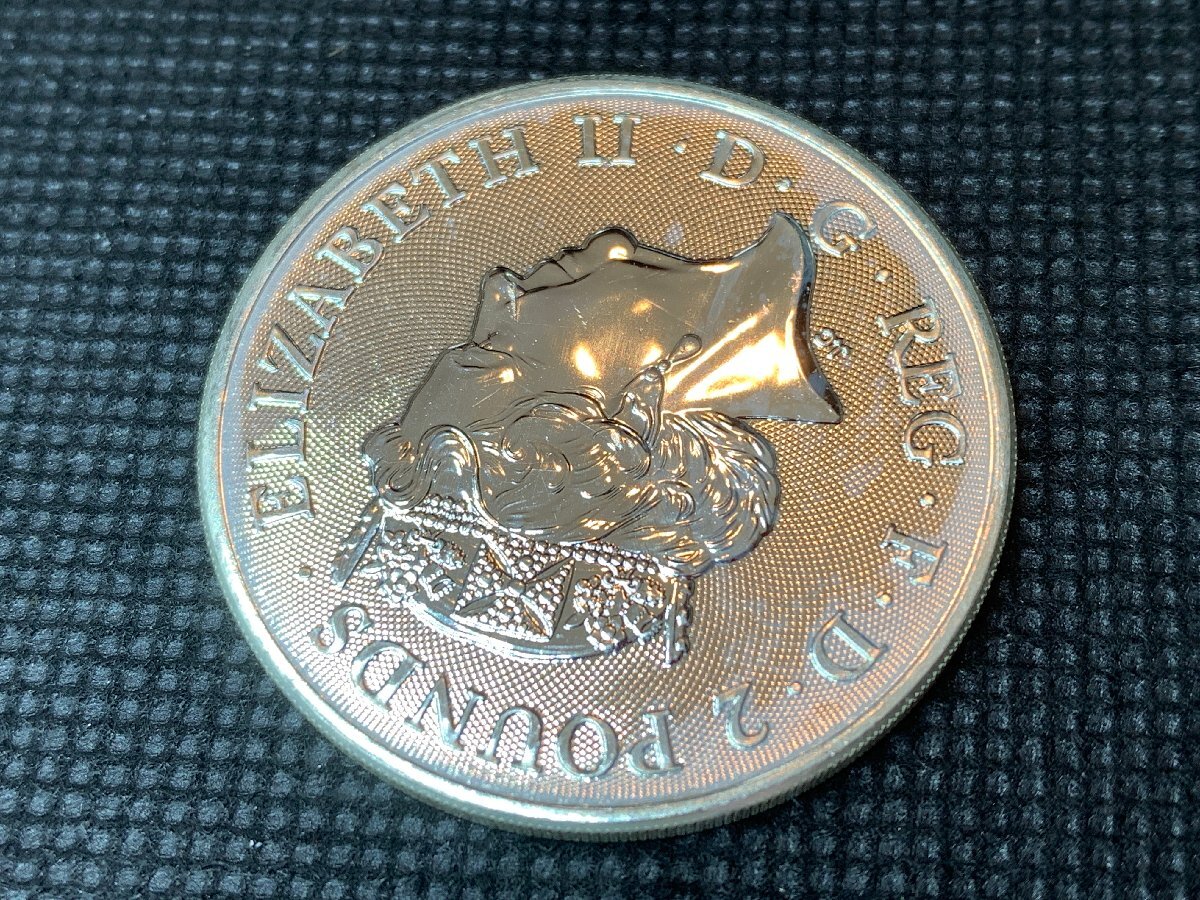 ELIZABETH II · D · G · REG · F · D · 2 POUNDS ·